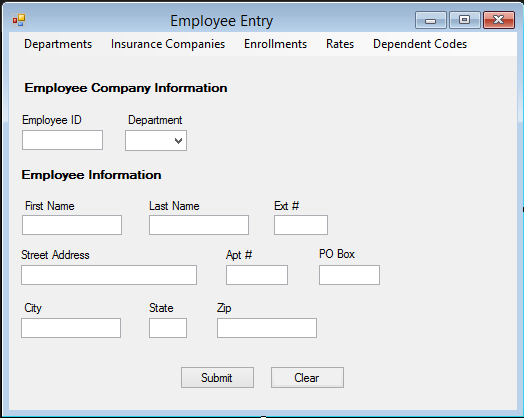 Employee Entry
Departments Insurance Companies Enrollments Rates Dependent Codes
Employee Company Information
Employee ID Department
Employee Information
First Name Last Name Ext #
Street Address Apt # PO Box
City State Zip
Submit Clear